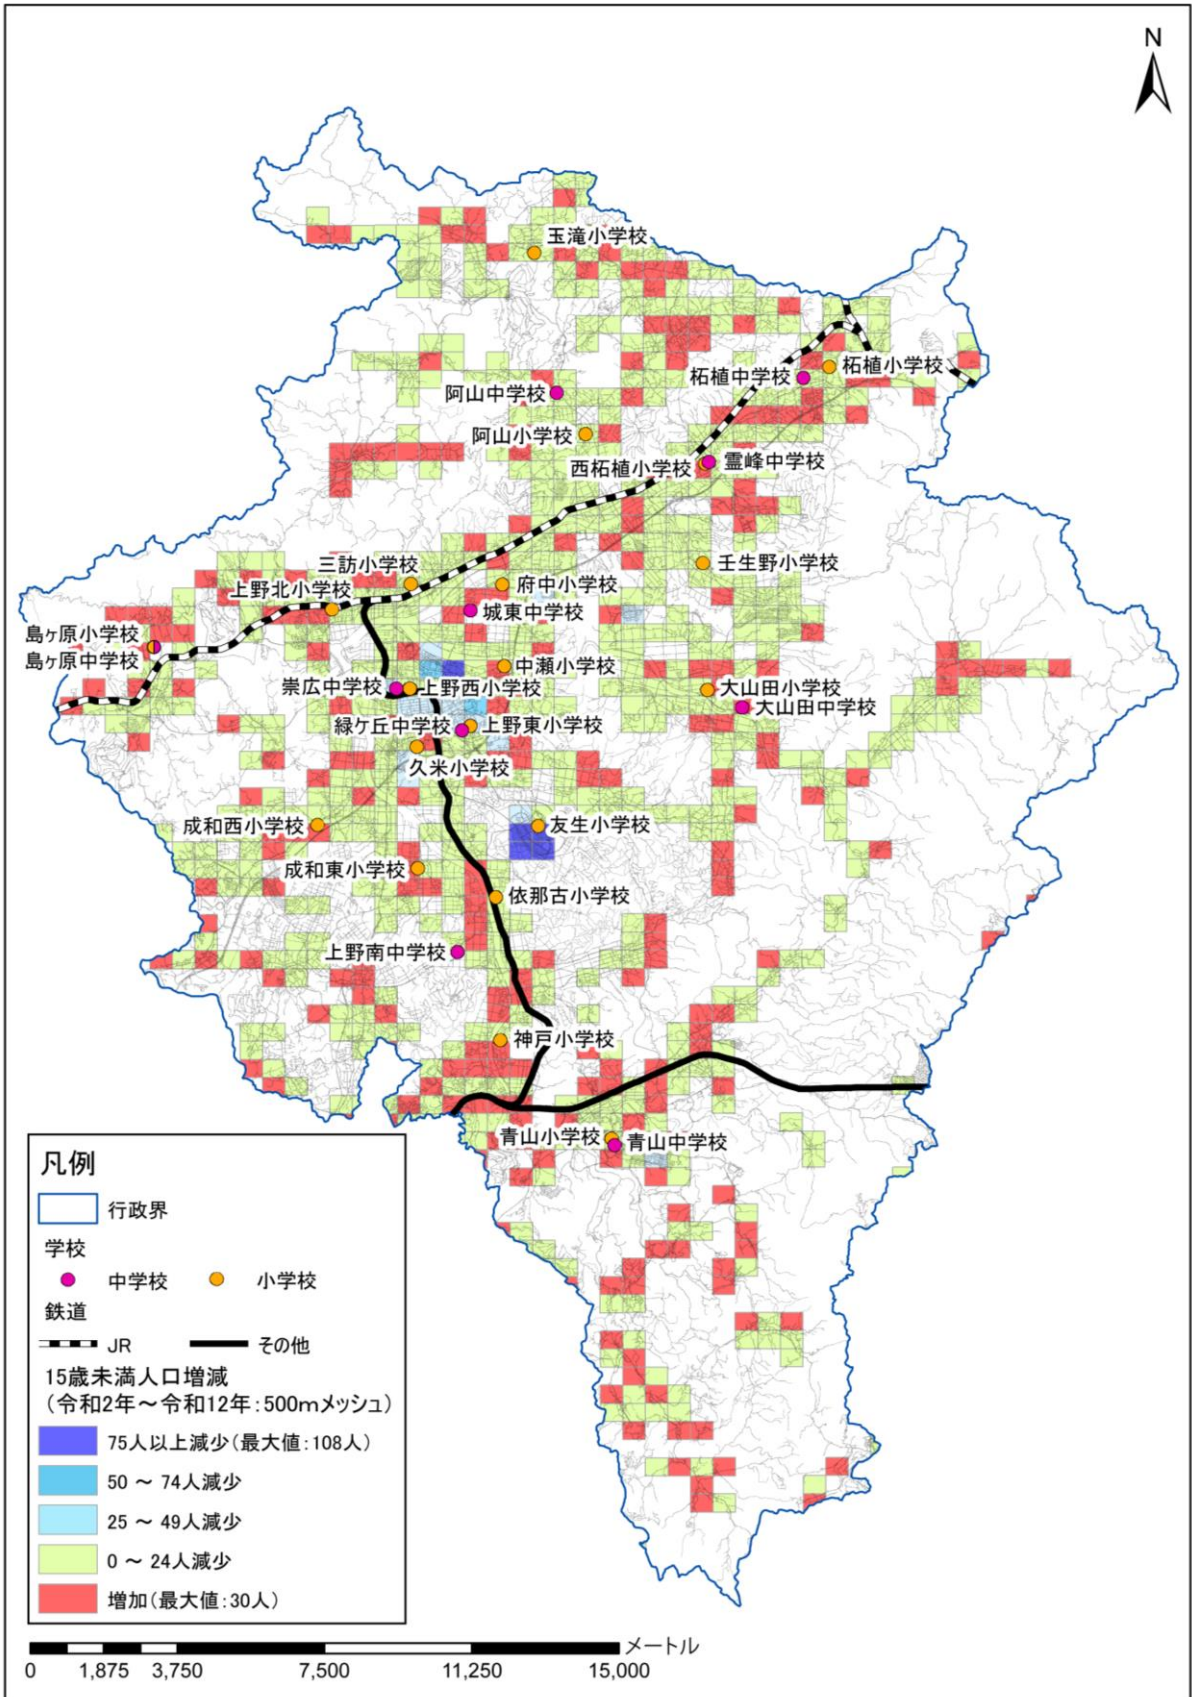 N
玉滝小学校
柘植小学校
柘植中学校
阿山中学校
阿山小学校
西柘植小学校
霊峰中学校
三訪小学校
壬生野小学校
上野北小学校
府中小学校
城東中学校
島ヶ原小学校
島ヶ原中学校
中瀬小学校
崇広中学校
上野西小学校
大山田小学校
大山田中学校
緑ケ丘中学校
上野東小学校
久米小学校
成和西小学校
友生小学校
成和東小学校
依那古小学校
上野南中学校
神戸小学校
青山小学校
青山中学校
凡例
行政界
学校
中学校 小学校
鉄道
JR その他
15歳未満人口増減
(令和2年～令和12年:500mメッシュ)
75人以上減少(最大値:108人)
50 ～ 74人減少
25 ～ 49人減少
0 ～ 24人減少
増加(最大値:30人)
メートル
0 1,875 3,750 7,500 11,250 15,000